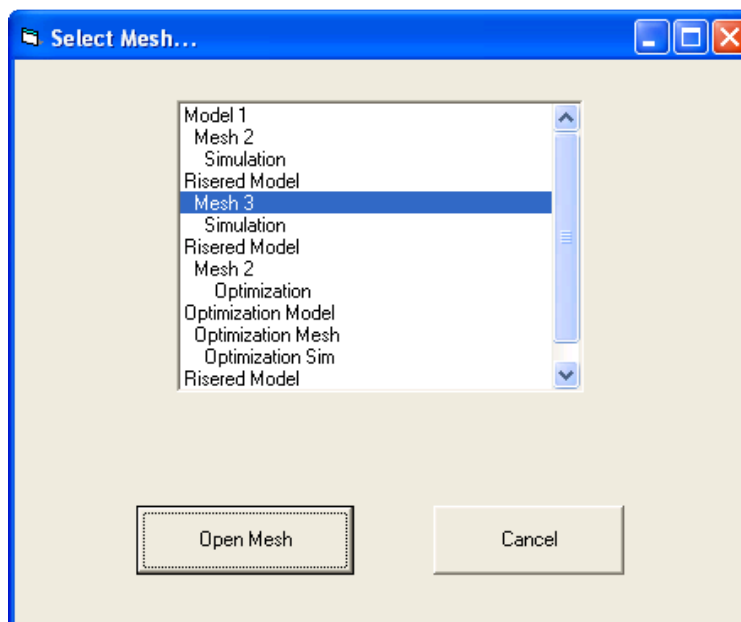 Select Mesh...
Model 1
Mesh 2
Simulation
Risered Model
Mesh 3
Simulation
Risered Model
Mesh 2
Optimization
Optimization Model
Optimization Mesh
Optimization Sim
Risered Model
Open Mesh
Cancel